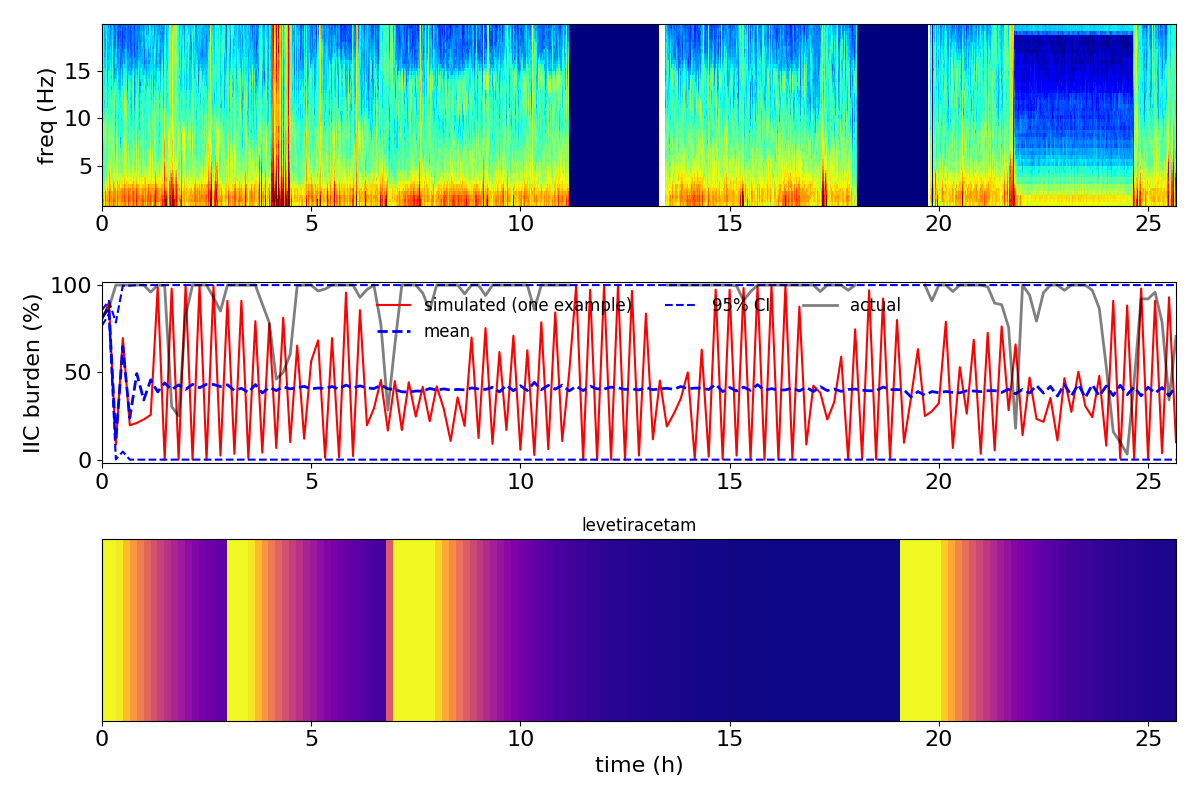 freq (Hz)
15
10
5
0 5 10 15 20 25
IIC burden (%)
100
50
0
simulated (one example) 95% CI actual
mean
0 5 10 15 20 25
levetiracetam
0 5 10 15 20 25
time (h)